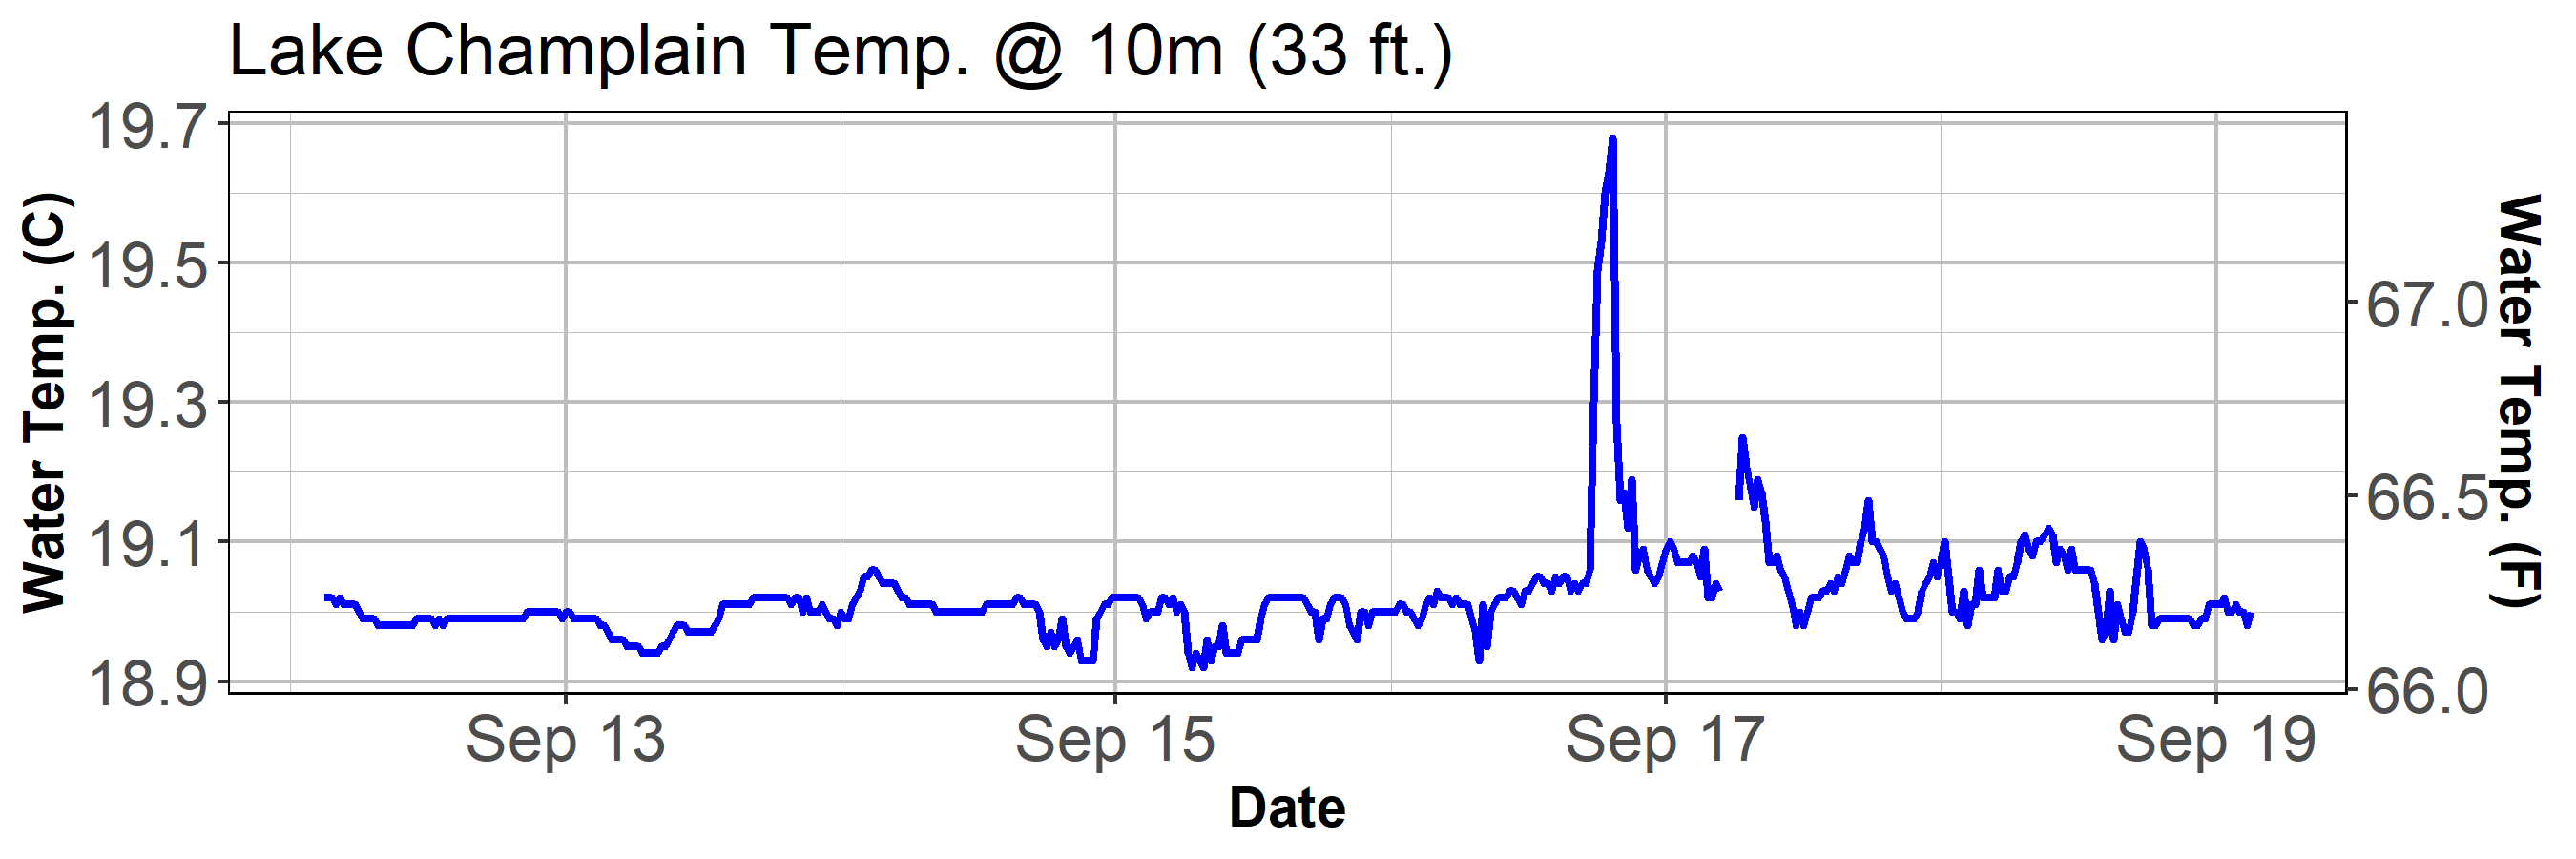 Lake Champlain Temp. @ 10m (33 ft.)
Water Temp. (C)
19.7
19.5
19.3
19.1
18.9
67.0
66.5
66.0
Water Temp. (F)
Sep 13
Sep 15
Sep 17
Sep 19
Date